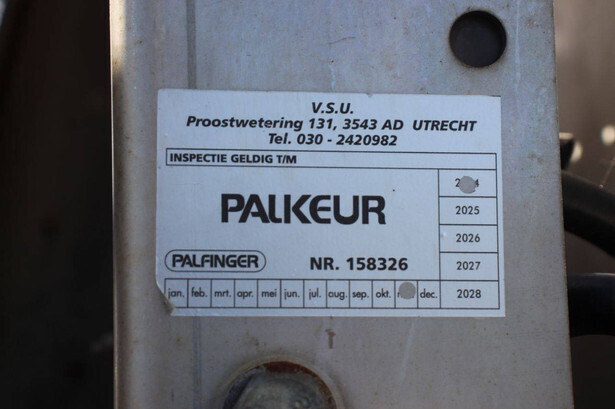 V.S.U.
Proostwetering 131, 3543 AD UTRECHT
Tel. 030 - 2420982
INSPECTIE GELDIG T/M
PALKEUR
2025
2026
2027
2028
PALFINGER
NR. 158326
jan. feb. mrt. apr. mei jun. jul. aug. sep. okt. dec.